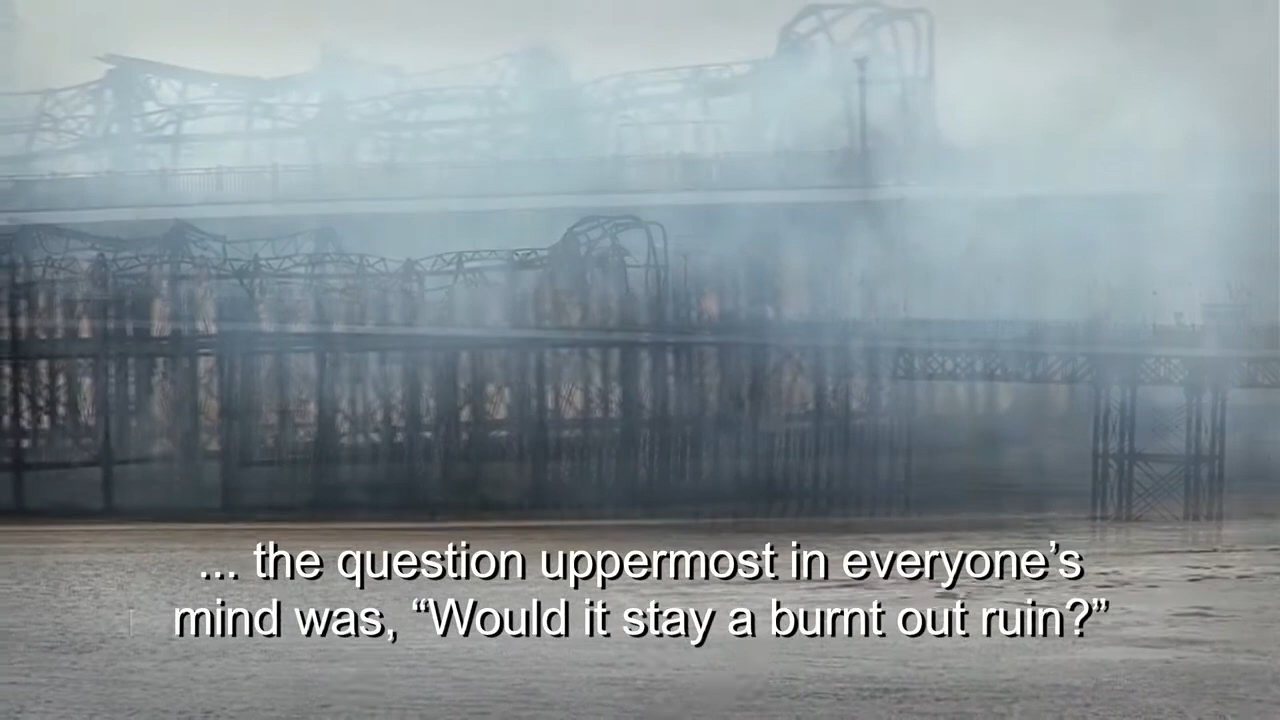 ... the question uppermost in everyone’s
mind was, “Would it stay a burnt out ruin?”